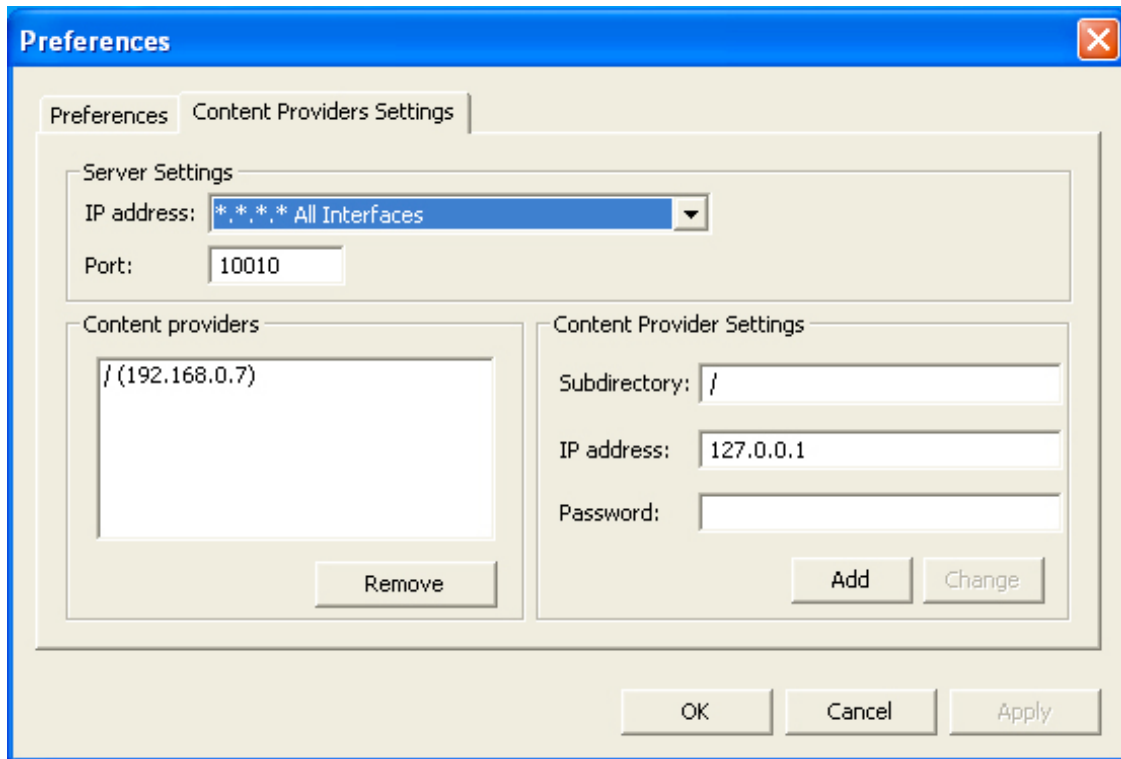 Preferences
Preferences Content Providers Settings
Server Settings
IP address: *.*.*.* All Interfaces
Port: 10010
Content providers
/ (192.168.0.7)
Remove
Content Provider Settings
Subdirectory: /
IP address: 127.0.0.1
Password:
Add Change
OK Cancel Apply